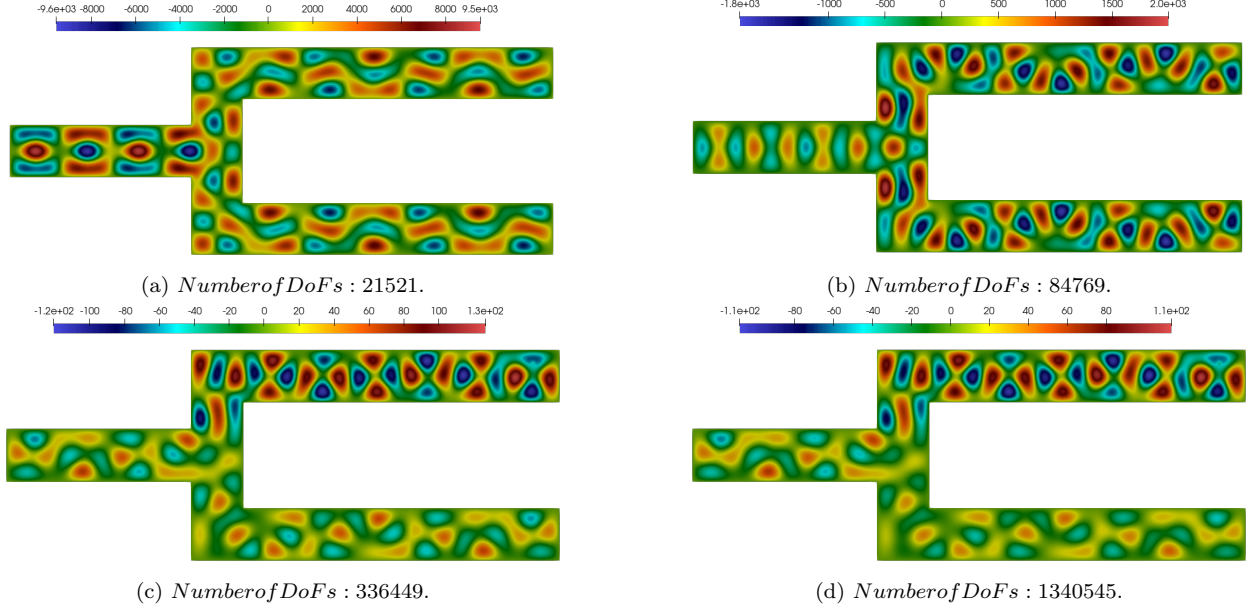 -9.6e+03 -8000 -6000 -4000 -2000 0 2000 4000 6000 8000 9.5e+03
-1.8e+03 -1000 -500 0 500 1000 1500 2.0e+03
(a) NumberofDoFs : 21521.
(b) NumberofDoFs : 84769.
-1.2e+02 -100 -80 -60 -40 -20 0 20 40 60 80 100 1.3e+02
-1.1e+02 -80 -60 -40 -20 0 20 40 60 80 1.1e+02
(c) NumberofDoFs : 336449.
(d) NumberofDoFs : 1340545.